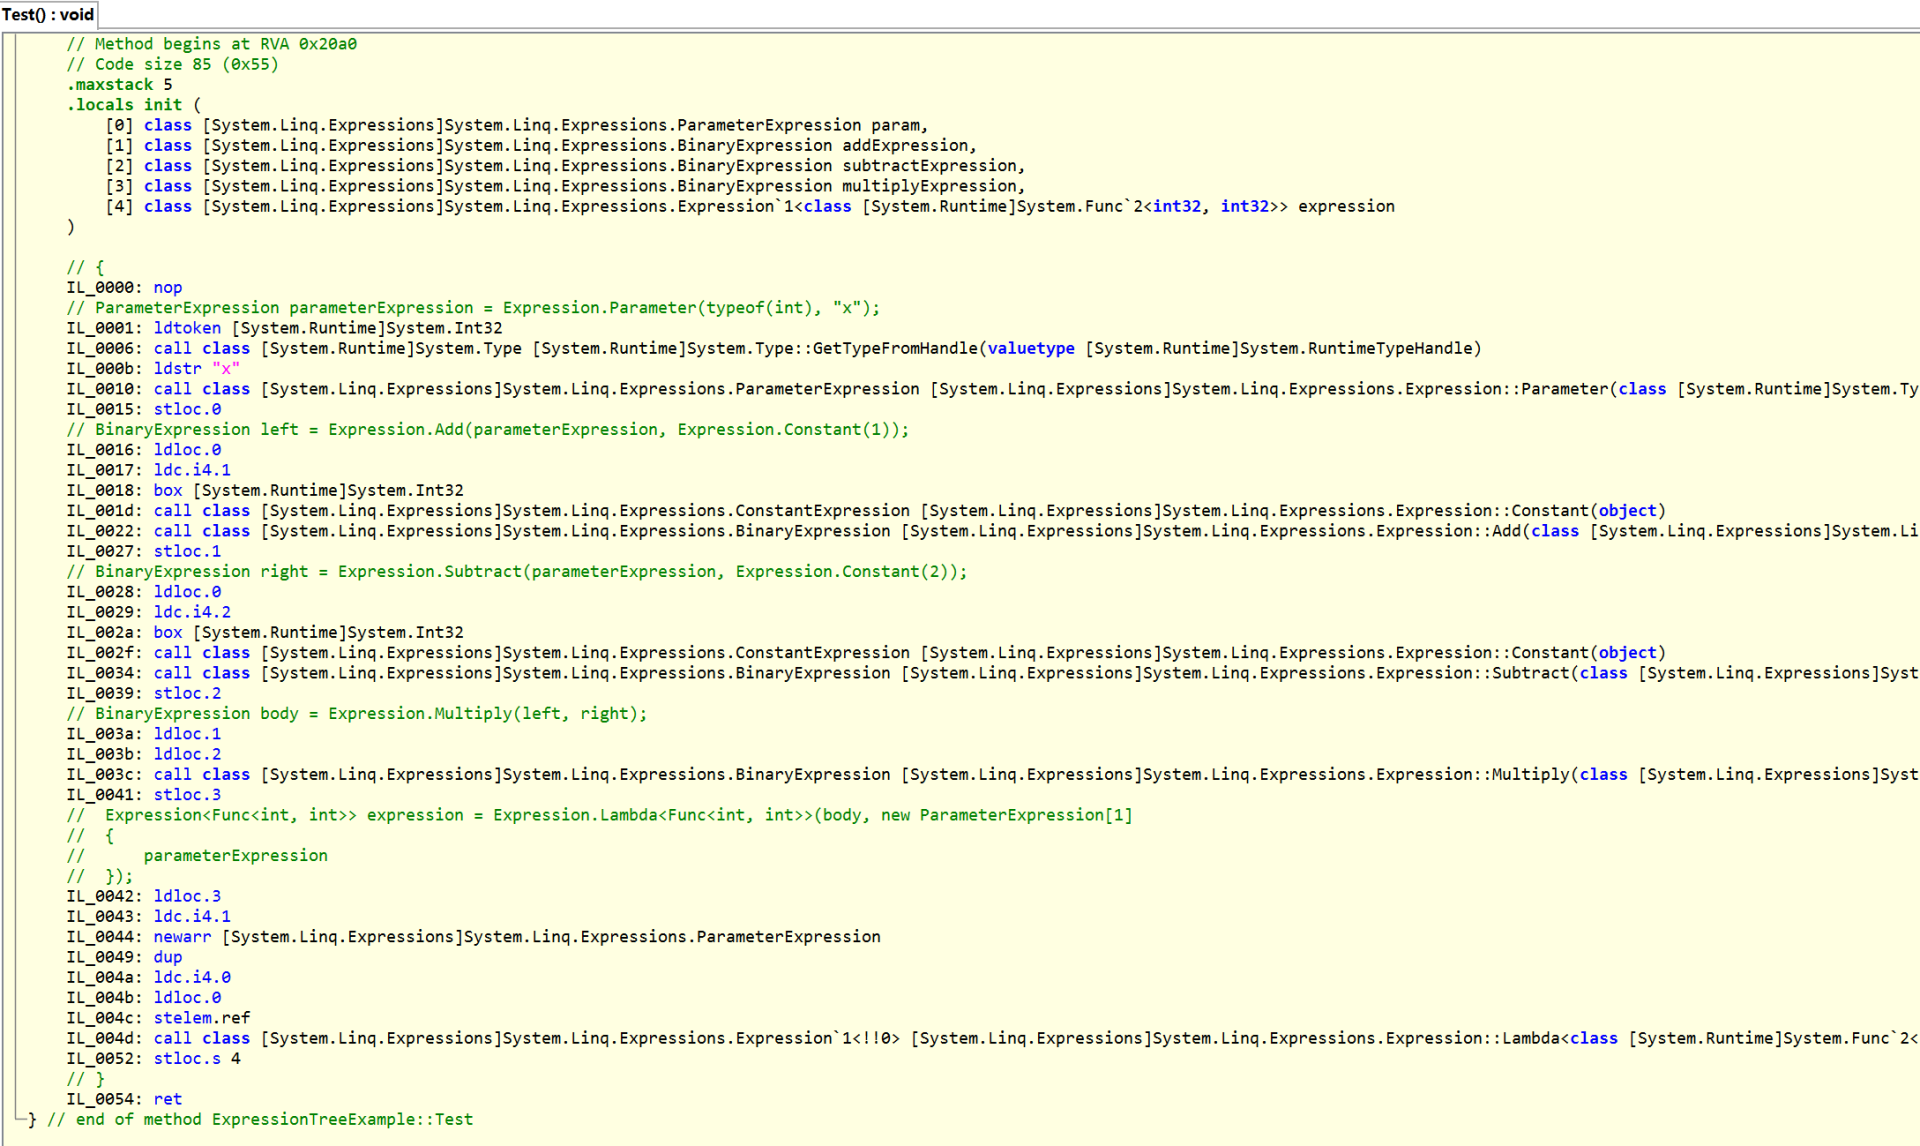 Test() : void
// Method begins at RVA 0x20a0
// Code size 85 (0x55)
.maxstack 5
.locals init (
[0] class [System.Linq.Expressions]System.Linq.Expressions.ParameterExpression param,
[1] class [System.Linq.Expressions]System.Linq.Expressions.BinaryExpression addExpression,
[2] class [System.Linq.Expressions]System.Linq.Expressions.BinaryExpression subtractExpression,
[3] class [System.Linq.Expressions]System.Linq.Expressions.BinaryExpression multiplyExpression,
[4] class [System.Linq.Expressions]System.Linq.Expressions.Expression`1<class [System.Runtime]System.Func`2<int32, int32>> expression
)
// {
IL_0000: nop
// ParameterExpression parameterExpression = Expression.Parameter(typeof(int), "x");
IL_0001: ldtoken [System.Runtime]System.Int32
IL_0006: call class [System.Runtime]System.Type [System.Runtime]System.Type::GetTypeFromHandle(valuetype [System.Runtime]System.RuntimeTypeHandle)
IL_000b: ldstr "x"
IL_0010: call class [System.Linq.Expressions]System.Linq.Expressions.ParameterExpression [System.Linq.Expressions]System.Linq.Expressions.Expression::Parameter(class [System.Runtime]System.Ty
IL_0015: stloc.0
// BinaryExpression left = Expression.Add(parameterExpression, Expression.Constant(1));
IL_0016: ldloc.0
IL_0017: ldc.i4.1
IL_0018: box [System.Runtime]System.Int32
IL_001d: call class [System.Linq.Expressions]System.Linq.Expressions.ConstantExpression [System.Linq.Expressions]System.Linq.Expressions.Expression::Constant(object)
IL_0022: call class [System.Linq.Expressions]System.Linq.Expressions.BinaryExpression [System.Linq.Expressions]System.Linq.Expressions.Expression::Add(class [System.Linq.Expressions]System.Li
IL_0027: stloc.1
// BinaryExpression right = Expression.Subtract(parameterExpression, Expression.Constant(2));
IL_0028: ldloc.0
IL_0029: ldc.i4.2
IL_002a: box [System.Runtime]System.Int32
IL_002f: call class [System.Linq.Expressions]System.Linq.Expressions.ConstantExpression [System.Linq.Expressions]System.Linq.Expressions.Expression::Constant(object)
IL_0034: call class [System.Linq.Expressions]System.Linq.Expressions.BinaryExpression [System.Linq.Expressions]System.Linq.Expressions.Expression::Subtract(class [System.Linq.Expressions]Syst
IL_0039: stloc.2
// BinaryExpression body = Expression.Multiply(left, right);
IL_003a: ldloc.1
IL_003b: ldloc.2
IL_003c: call class [System.Linq.Expressions]System.Linq.Expressions.BinaryExpression [System.Linq.Expressions]System.Linq.Expressions.Expression::Multiply(class [System.Linq.Expressions]Syst
IL_0041: stloc.3
// Expression<Func<int, int>> expression = Expression.Lambda<Func<int, int>>(body, new ParameterExpression[1]
// {
// parameterExpression
// });
IL_0042: ldloc.3
IL_0043: ldc.i4.1
IL_0044: newarr [System.Linq.Expressions]System.Linq.Expressions.ParameterExpression
IL_0049: dup
IL_004a: ldc.i4.0
IL_004b: ldloc.0
IL_004c: stelem.ref
IL_004d: call class [System.Linq.Expressions]System.Linq.Expressions.Expression`1<!!0> [System.Linq.Expressions]System.Linq.Expressions.Expression::Lambda<class [System.Runtime]System.Func`2<
IL_0052: stloc.s 4
// }
IL_0054: ret
} // end of method ExpressionTreeExample::Test